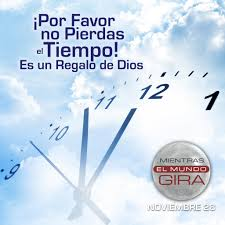 ¡Por Favor
no Pierdas
el Tiempo!
Es un Regalo de Dios
9
10
11
12
1
MIENTRAS
EL MUNDO
GIRA
NOVIEMBRE 28